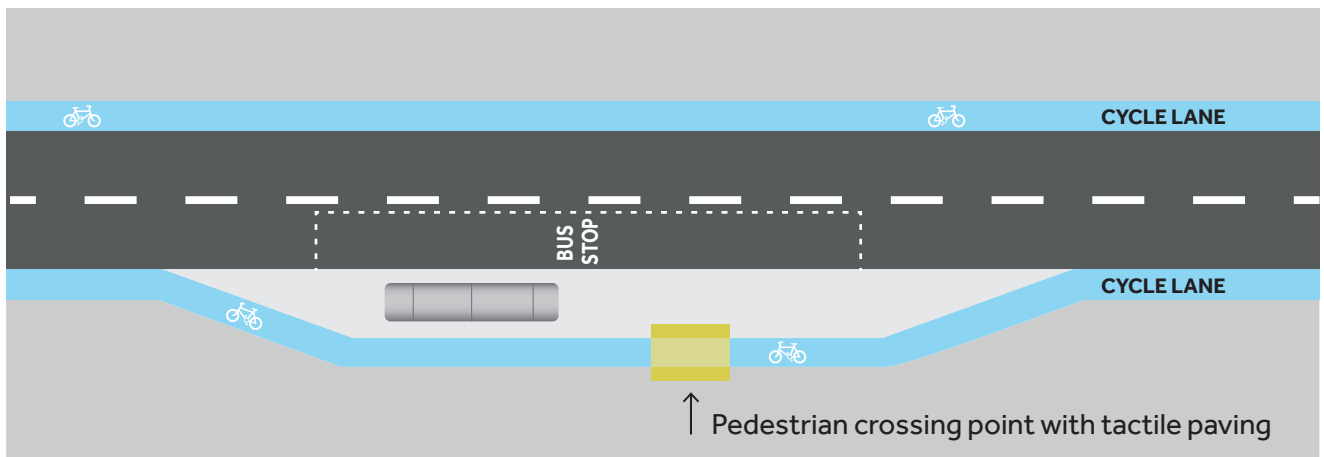 CYCLE LANE
BUS
STOP
CYCLE LANE
Pedestrian crossing point with tactile paving